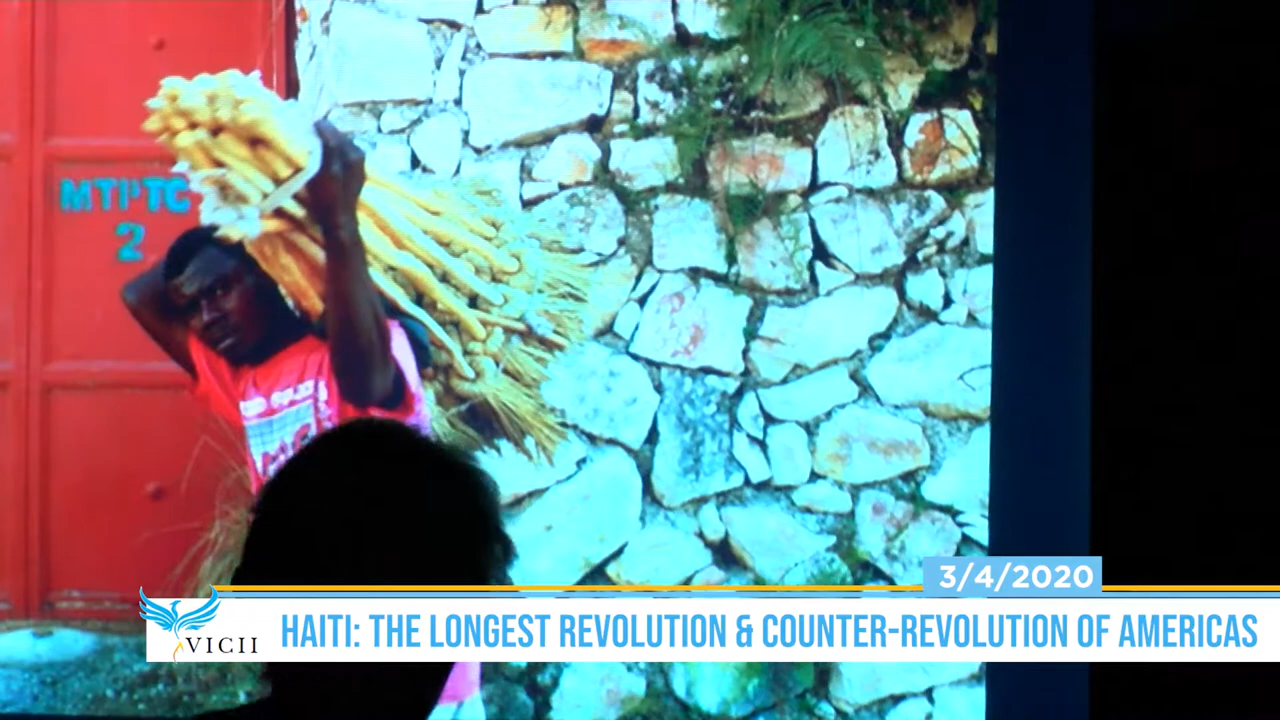 MTPTC
2
3/4/2020
VICII
HAITI: THE LONGEST REVOLUTION & COUNTER-REVOLUTION OF AMERICAS